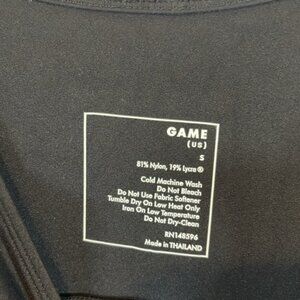 GAME
(US)
S
81% Nylon, 19% Lycra®
Cold Machine Wash
Do Not Bleach
Do Not Use Fabric Softener
Tumble Dry On Low Heat Only
Iron On Low Temperature
Do Not Dry-Clean
RN148596
Made in THAILAND